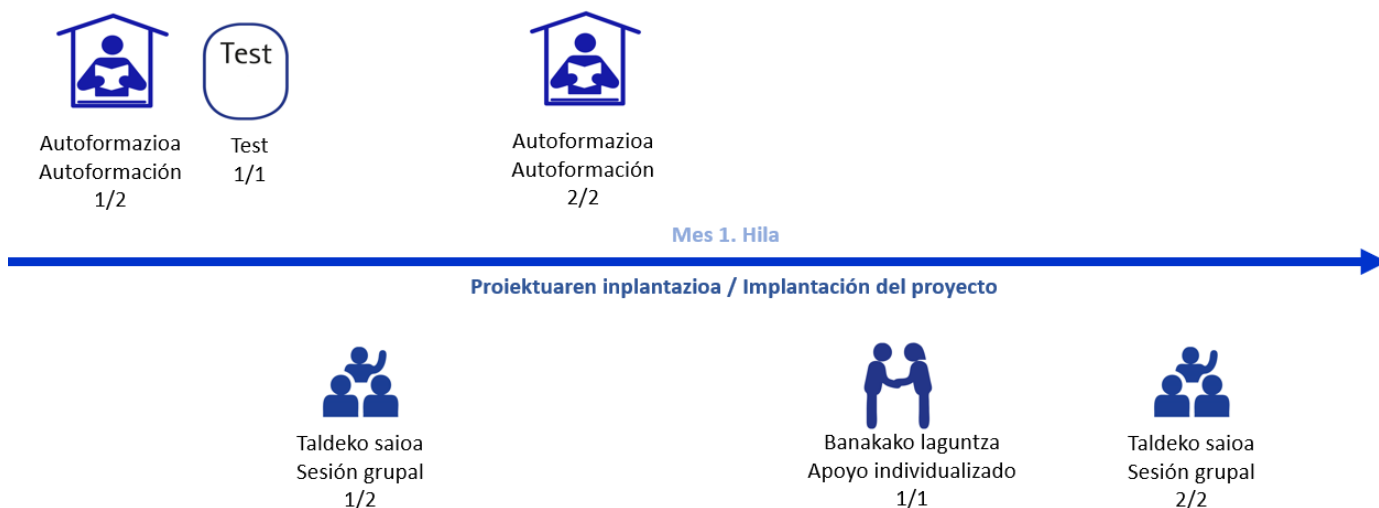 Test
Autoformazioa
Autoformación
1/2
Test
1/1
Autoformazioa
Autoformación
2/2
Mes 1. Hila
Proiektuaren inplantazioa / Implantación del proyecto
Taldeko saioa
Sesión grupal
1/2
Banakako laguntza
Apoyo individualizado
1/1
Taldeko saioa
Sesión grupal
2/2